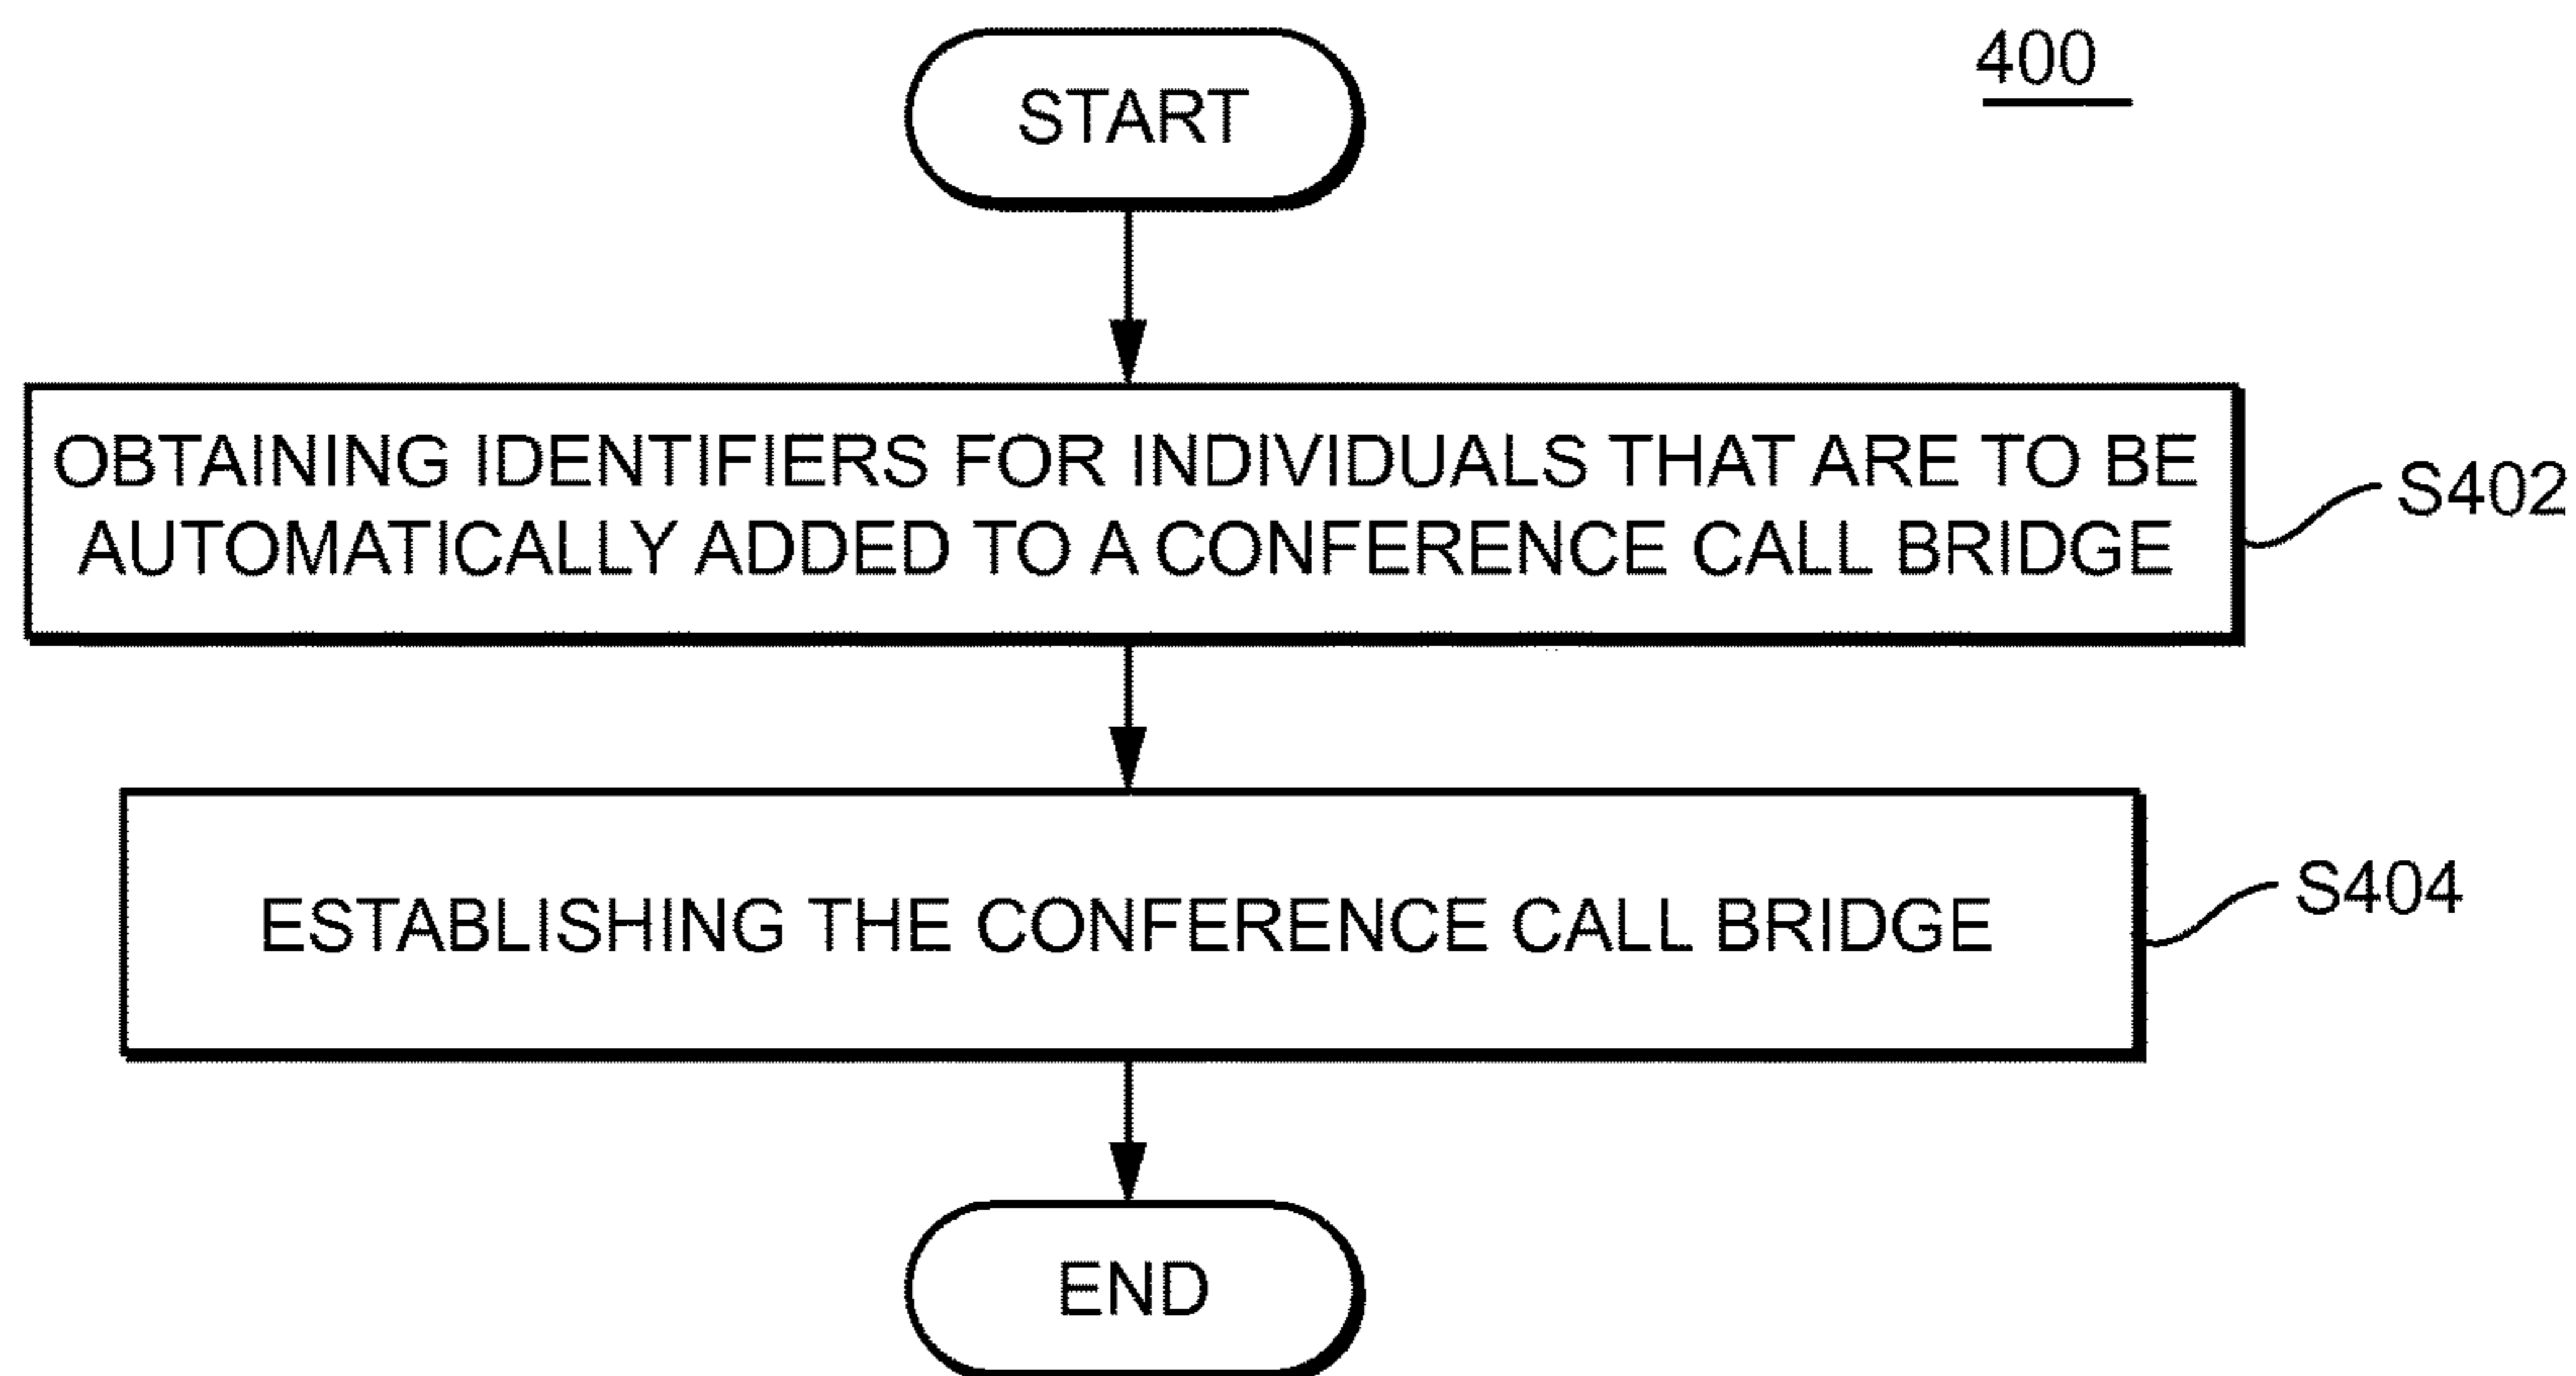 400
START
OBTAINING IDENTIFIERS FOR INDIVIDUALS THAT ARE TO BE
AUTOMATICALLY ADDED TO A CONFERENCE CALL BRIDGE
S402
ESTABLISHING THE CONFERENCE CALL BRIDGE
S404
END